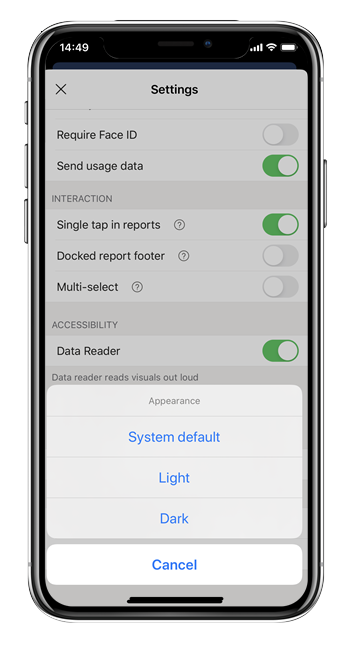 14:49
Settings
Require Face ID
Send usage data
INTERACTION
Single tap in reports ?
Docked report footer ?
Multi-select ?
ACCESSIBILITY
Data Reader
Data reader reads visuals out loud
Appearance
System default
Light
Dark
Cancel